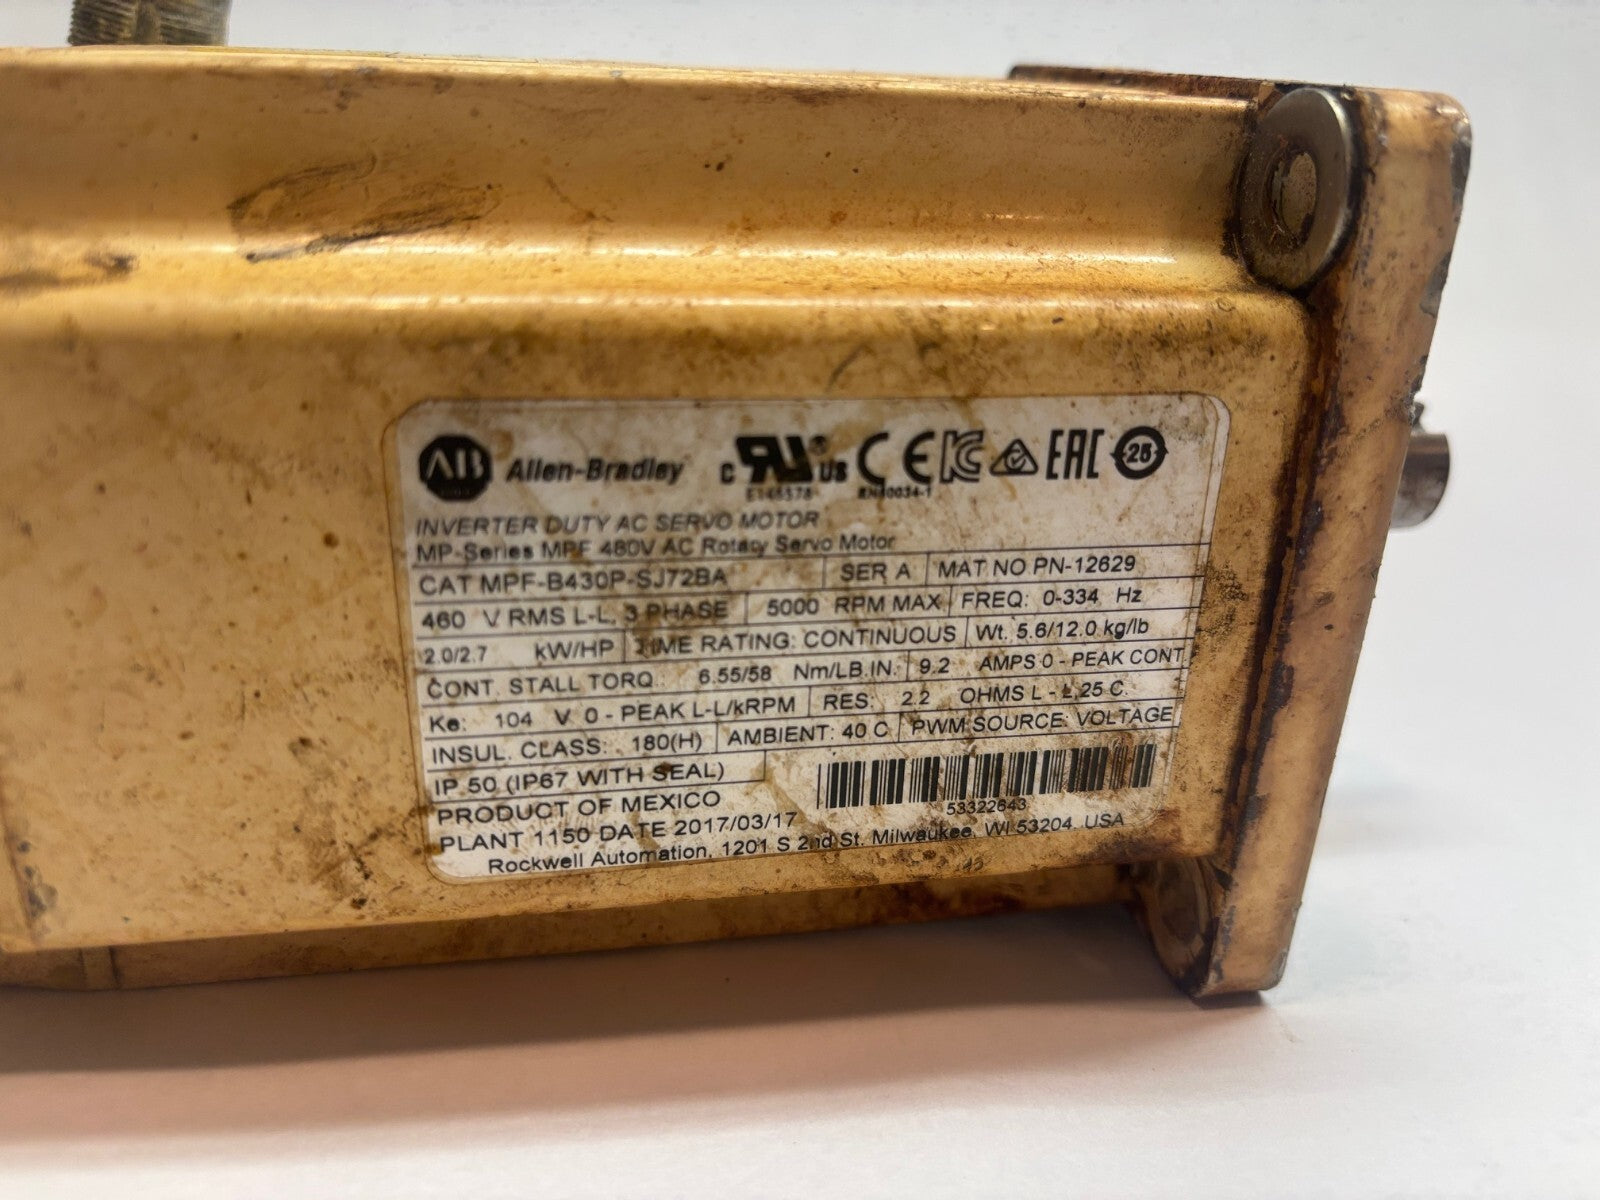 AB Allen-Bradley c RU ® US CE KC EAC 25
E145578 EN60034-1
INVERTER DUTY AC SERVO MOTOR
MP-Series MPF 480V AC Rotary Servo Motor
CAT MPF-B430P-SJ72BA SER A MAT NO PN-12629
460 V RMS L-L, 3 PHASE 5000 RPM MAX FREQ: 0-334 Hz
2.0/2.7 kW/HP TIME RATING: CONTINUOUS Wt. 5.6/12.0 kg/lb
CONT. STALL TORQ.: 6.55/58 Nm/LB.IN. 9.2 AMPS 0 - PEAK CONT.
Ke: 104 V 0 - PEAK L-L/kRPM RES: 2.2 OHMS L - L,25 C.
INSUL. CLASS: 180(H) AMBIENT: 40 C PWM SOURCE: VOLTAGE
IP 50 (IP67 WITH SEAL)
PRODUCT OF MEXICO 53322643
PLANT 1150 DATE 2017/03/17
Rockwell Automation, 1201 S 2nd St. Milwaukee, WI 53204. USA